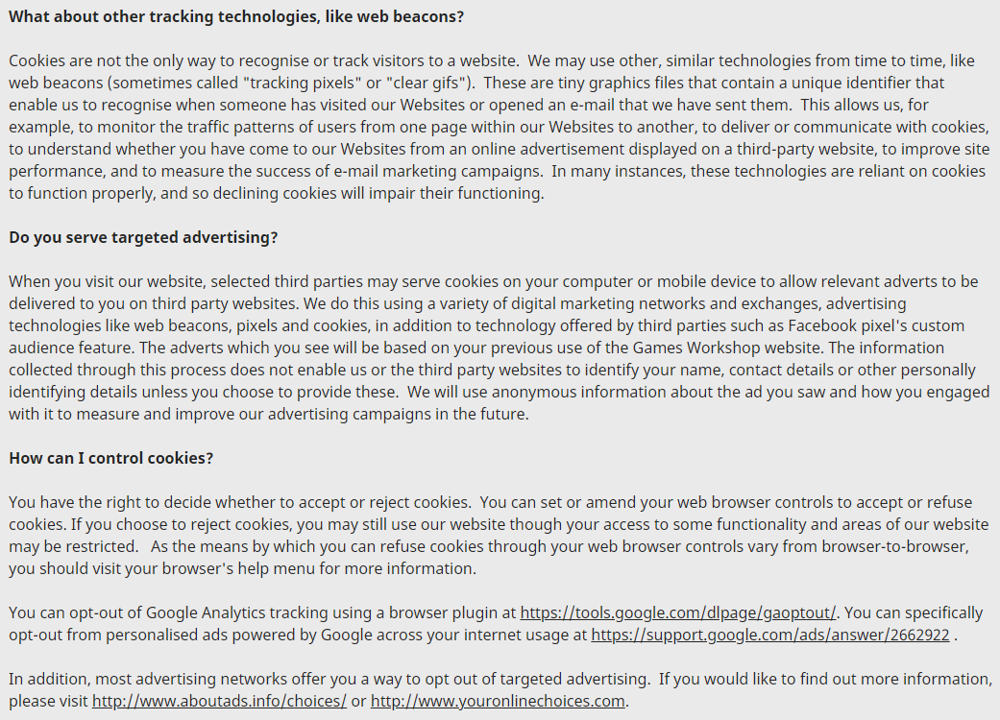 What about other tracking technologies, like web beacons?
Cookies are not the only way to recognise or track visitors to a website.  We may use other, similar technologies from time to time, like
web beacons (sometimes called "tracking pixels" or "clear gifs").  These are tiny graphics files that contain a unique identifier that
enable us to recognise when someone has visited our Websites or opened an e-mail that we have sent them.  This allows us, for
example, to monitor the traffic patterns of users from one page within our Websites to another, to deliver or communicate with cookies,
to understand whether you have come to our Websites from an online advertisement displayed on a third-party website, to improve site
performance, and to measure the success of e-mail marketing campaigns.  In many instances, these technologies are reliant on cookies
to function properly, and so declining cookies will impair their functioning.
Do you serve targeted advertising?
When you visit our website, selected third parties may serve cookies on your computer or mobile device to allow relevant adverts to be
delivered to you on third party websites. We do this using a variety of digital marketing networks and exchanges, advertising
technologies like web beacons, pixels and cookies, in addition to technology offered by third parties such as Facebook pixel's custom
audience feature. The adverts which you see will be based on your previous use of the Games Workshop website. The information
collected through this process does not enable us or the third party websites to identify your name, contact details or other personally
identifying details unless you choose to provide these.  We will use anonymous information about the ad you saw and how you engaged
with it to measure and improve our advertising campaigns in the future.
How can I control cookies?
You have the right to decide whether to accept or reject cookies.  You can set or amend your web browser controls to accept or refuse
cookies. If you choose to reject cookies, you may still use our website though your access to some functionality and areas of our website
may be restricted.   As the means by which you can refuse cookies through your web browser controls vary from browser-to-browser,
you should visit your browser's help menu for more information.
You can opt-out of Google Analytics tracking using a browser plugin at https://tools.google.com/dlpage/gaoptout/. You can specifically
opt-out from personalised ads powered by Google across your internet usage at https://support.google.com/ads/answer/2662922 .
In addition, most advertising networks offer you a way to opt out of targeted advertising.  If you would like to find out more information,
please visit http://www.aboutads.info/choices/ or http://www.youronlinechoices.com.